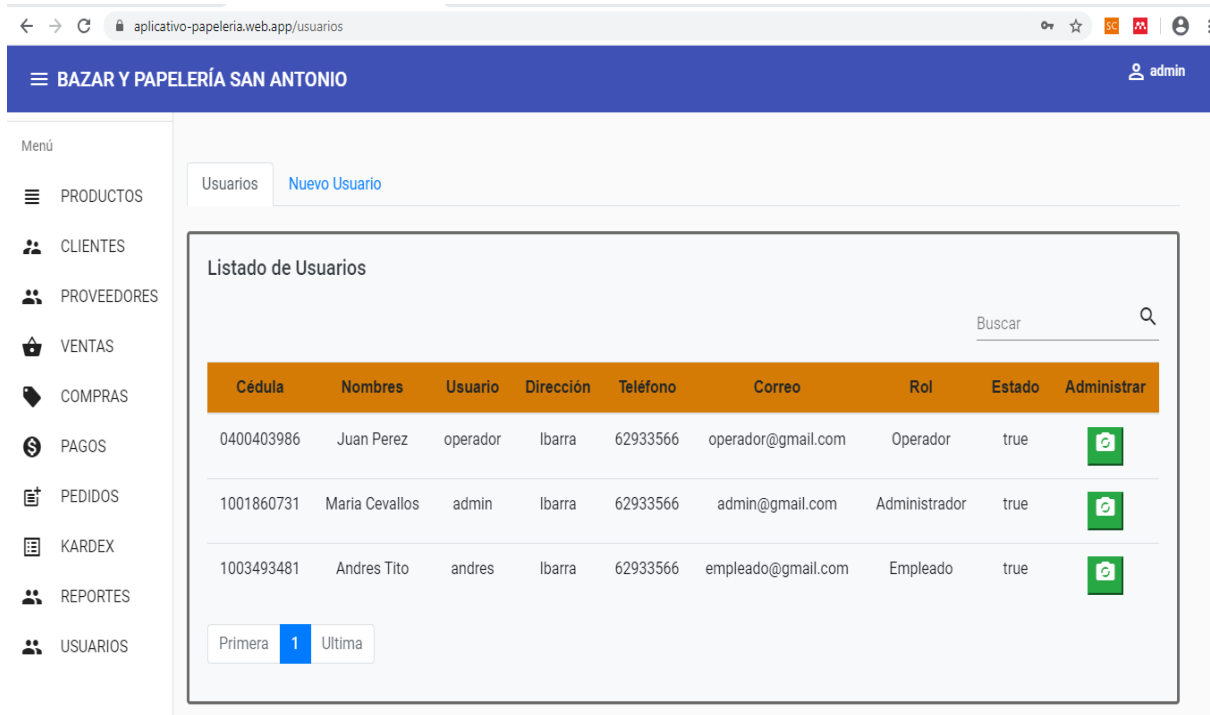 aplicativo-papeleria.web.app/usuarios
SC
BAZAR Y PAPELERÍA SAN ANTONIO
admin
Menú
PRODUCTOS
CLIENTES
PROVEEDORES
VENTAS
COMPRAS
PAGOS
PEDIDOS
KARDEX
REPORTES
USUARIOS
Usuarios Nuevo Usuario
Listado de Usuarios
Buscar
Cédula Nombres Usuario Dirección Teléfono Correo Rol Estado Administrar
0400403986 Juan Perez operador Ibarra 62933566 operador@gmail.com Operador true
1001860731 Maria Cevallos admin Ibarra 62933566 admin@gmail.com Administrador true
1003493481 Andres Tito andres Ibarra 62933566 empleado@gmail.com Empleado true
Primera 1 Ultima